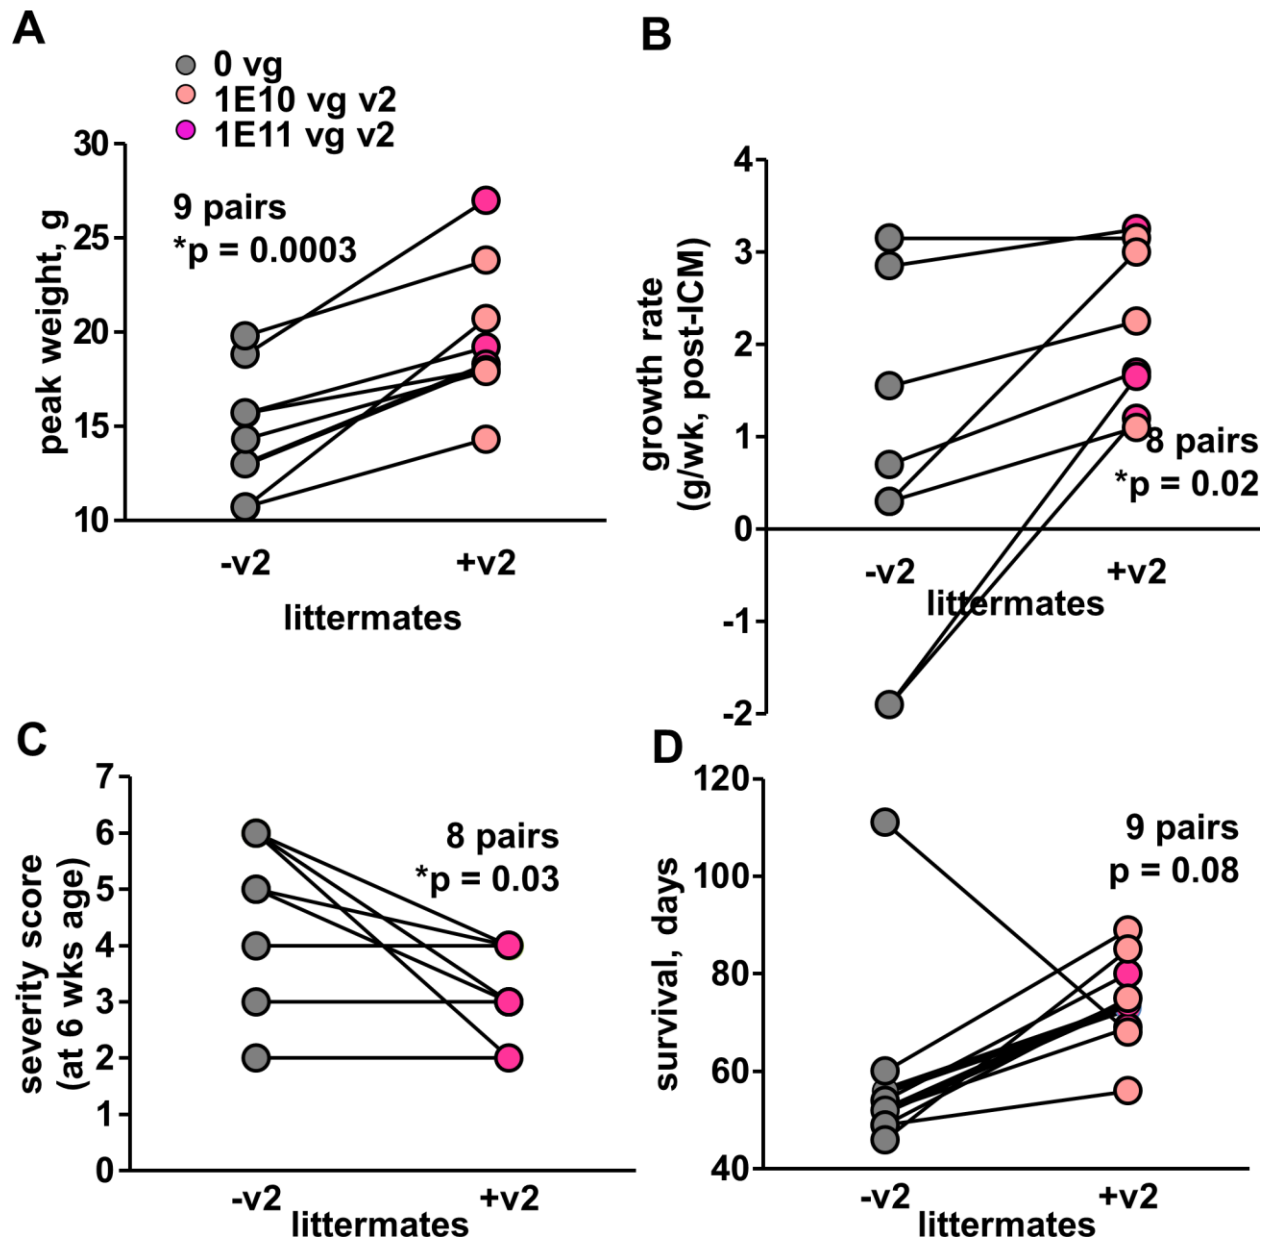 A
0 vg
1E10 vg v2
1E11 vg v2
30
25
20
15
10
peak weight, g
9 pairs
*p = 0.0003
-v2
+v2
littermates
B
4
3
2
1
0
-1
-2
growth rate
(g/wk, post-ICM)
8 pairs
*p = 0.02
-v2
+v2
littermates
C
7
6
5
4
3
2
1
0
severity score
(at 6 wks age)
8 pairs
*p = 0.03
-v2
+v2
littermates
D
120
100
80
60
40
survival, days
9 pairs
p = 0.08
-v2
+v2
littermates